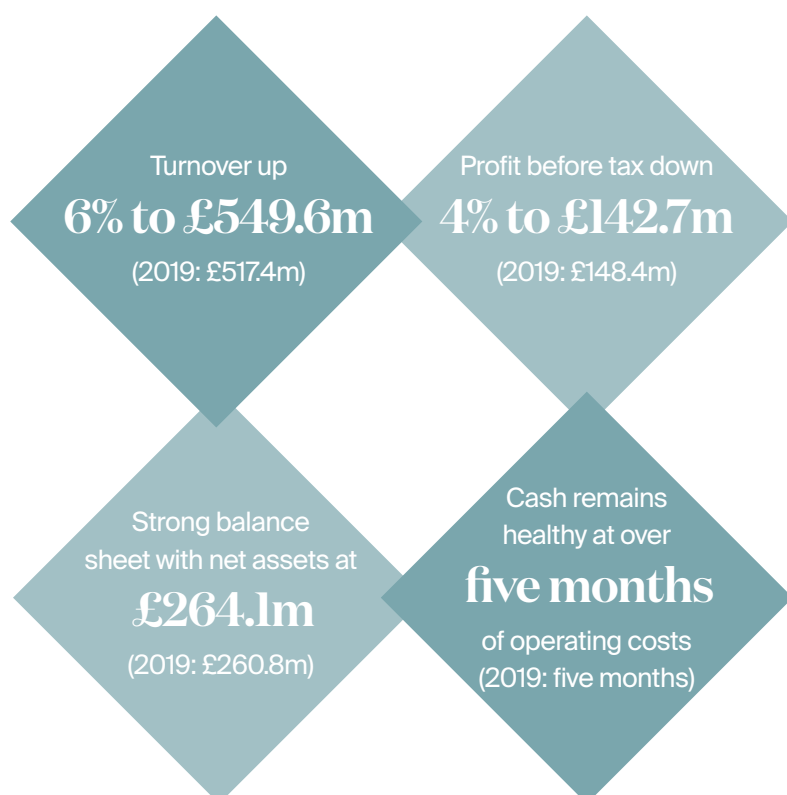 Turnover up
6% to £549.6m
(2019: £517.4m)
Profit before tax down
4% to £142.7m
(2019: £148.4m)
Strong balance
sheet with net assets at
£264.1m
(2019: £260.8m)
Cash remains
healthy at over
five months
of operating costs
(2019: five months)